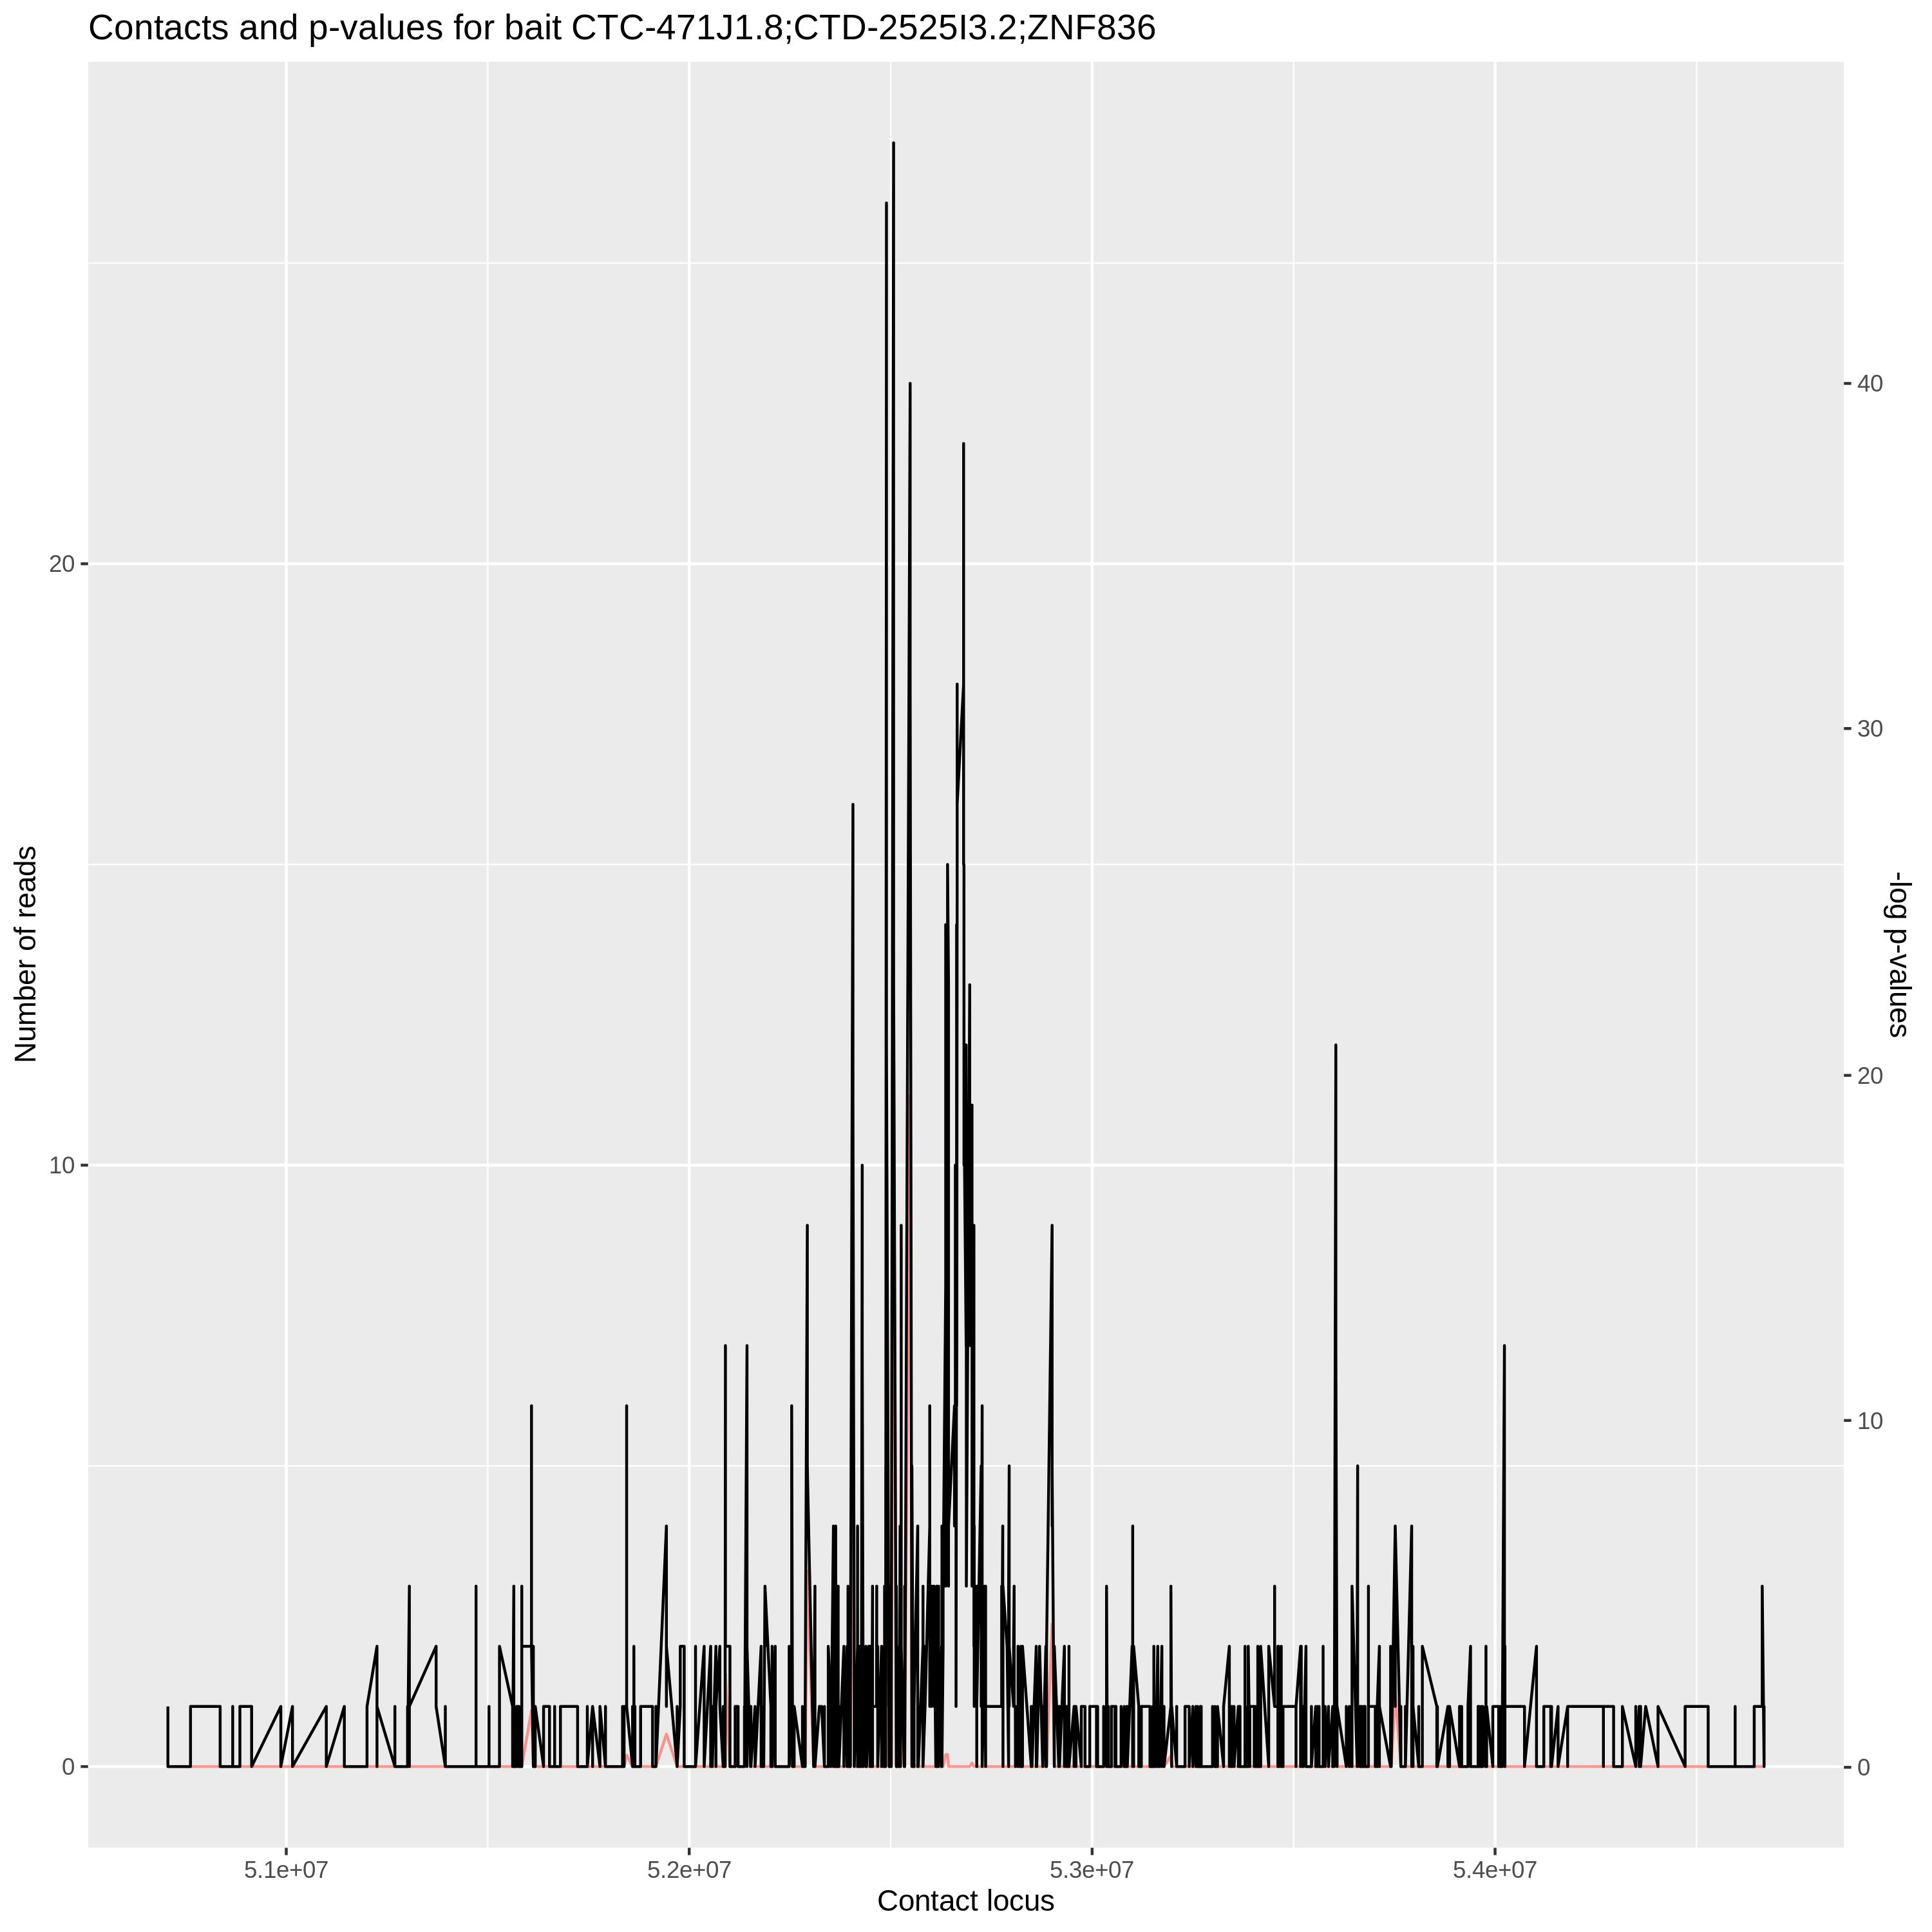 Contacts and p-values for bait CTC-471J1.8;CTD-2525I3.2;ZNF836
Number of reads
20
10
0
40
30
20
10
0
-log p-values
5.1e+07 5.2e+07 5.3e+07 5.4e+07
Contact locus